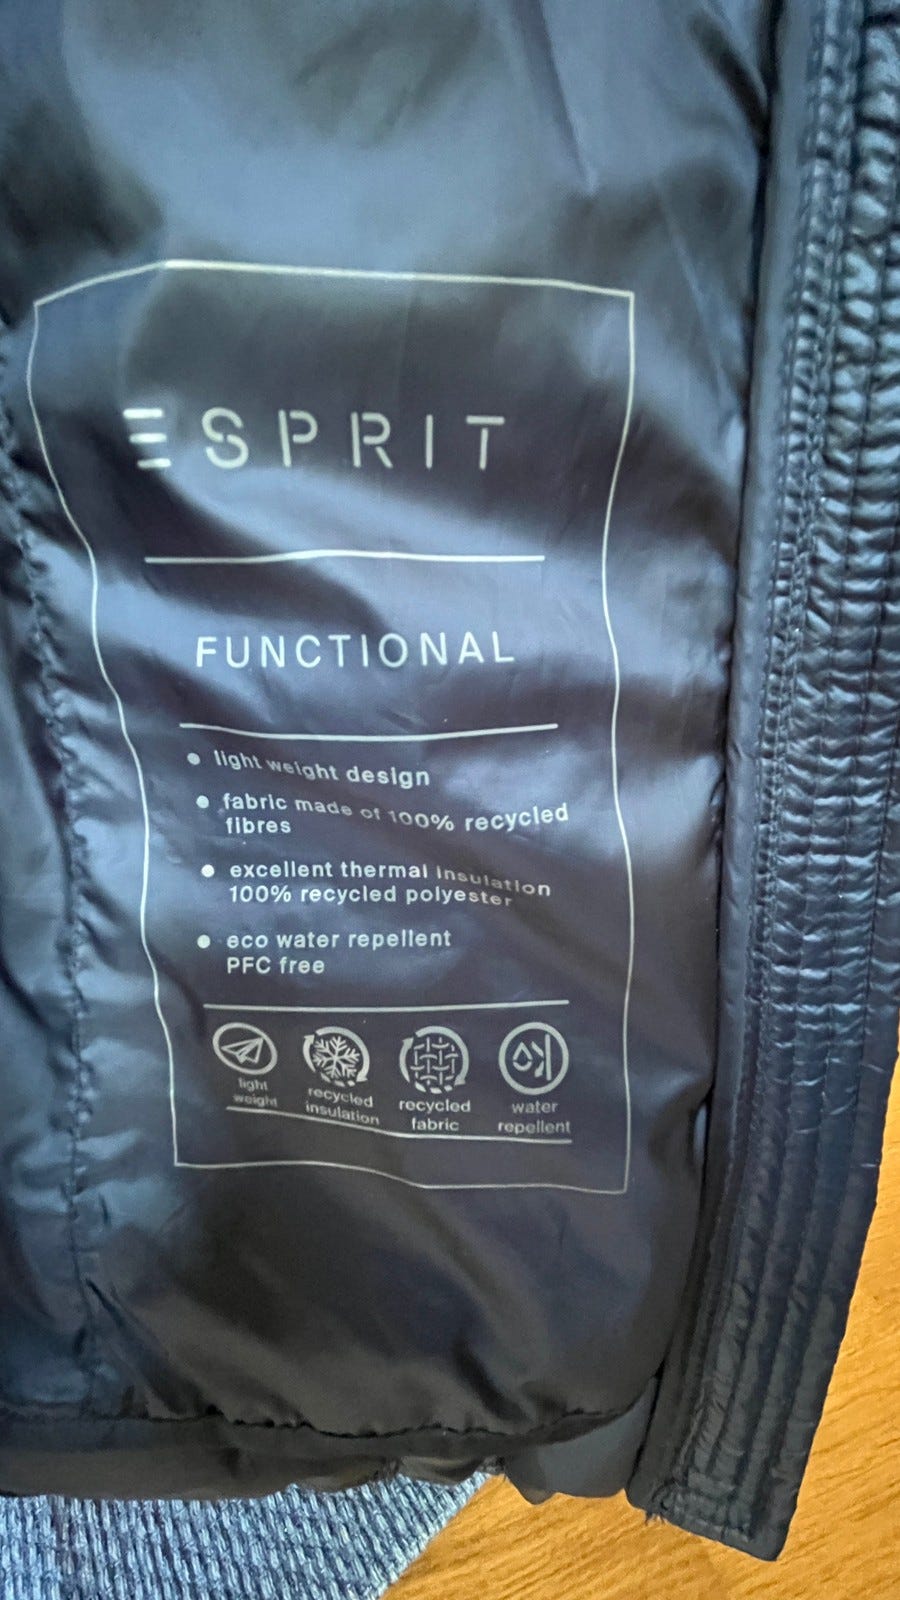 ESPRIT
FUNCTIONAL
● light weight design
● fabric made of 100% recycled
fibres
● excellent thermal insulation
100% recycled polyester
● eco water repellent
PFC free
light
weight
recycled
insulation
recycled
fabric
water
repellent